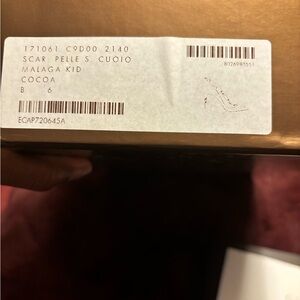 171061 C9D00 2140
SCAR. PELLE S. CUOIO
MALAGA KID
COCOA
B 6
ECAP720645A